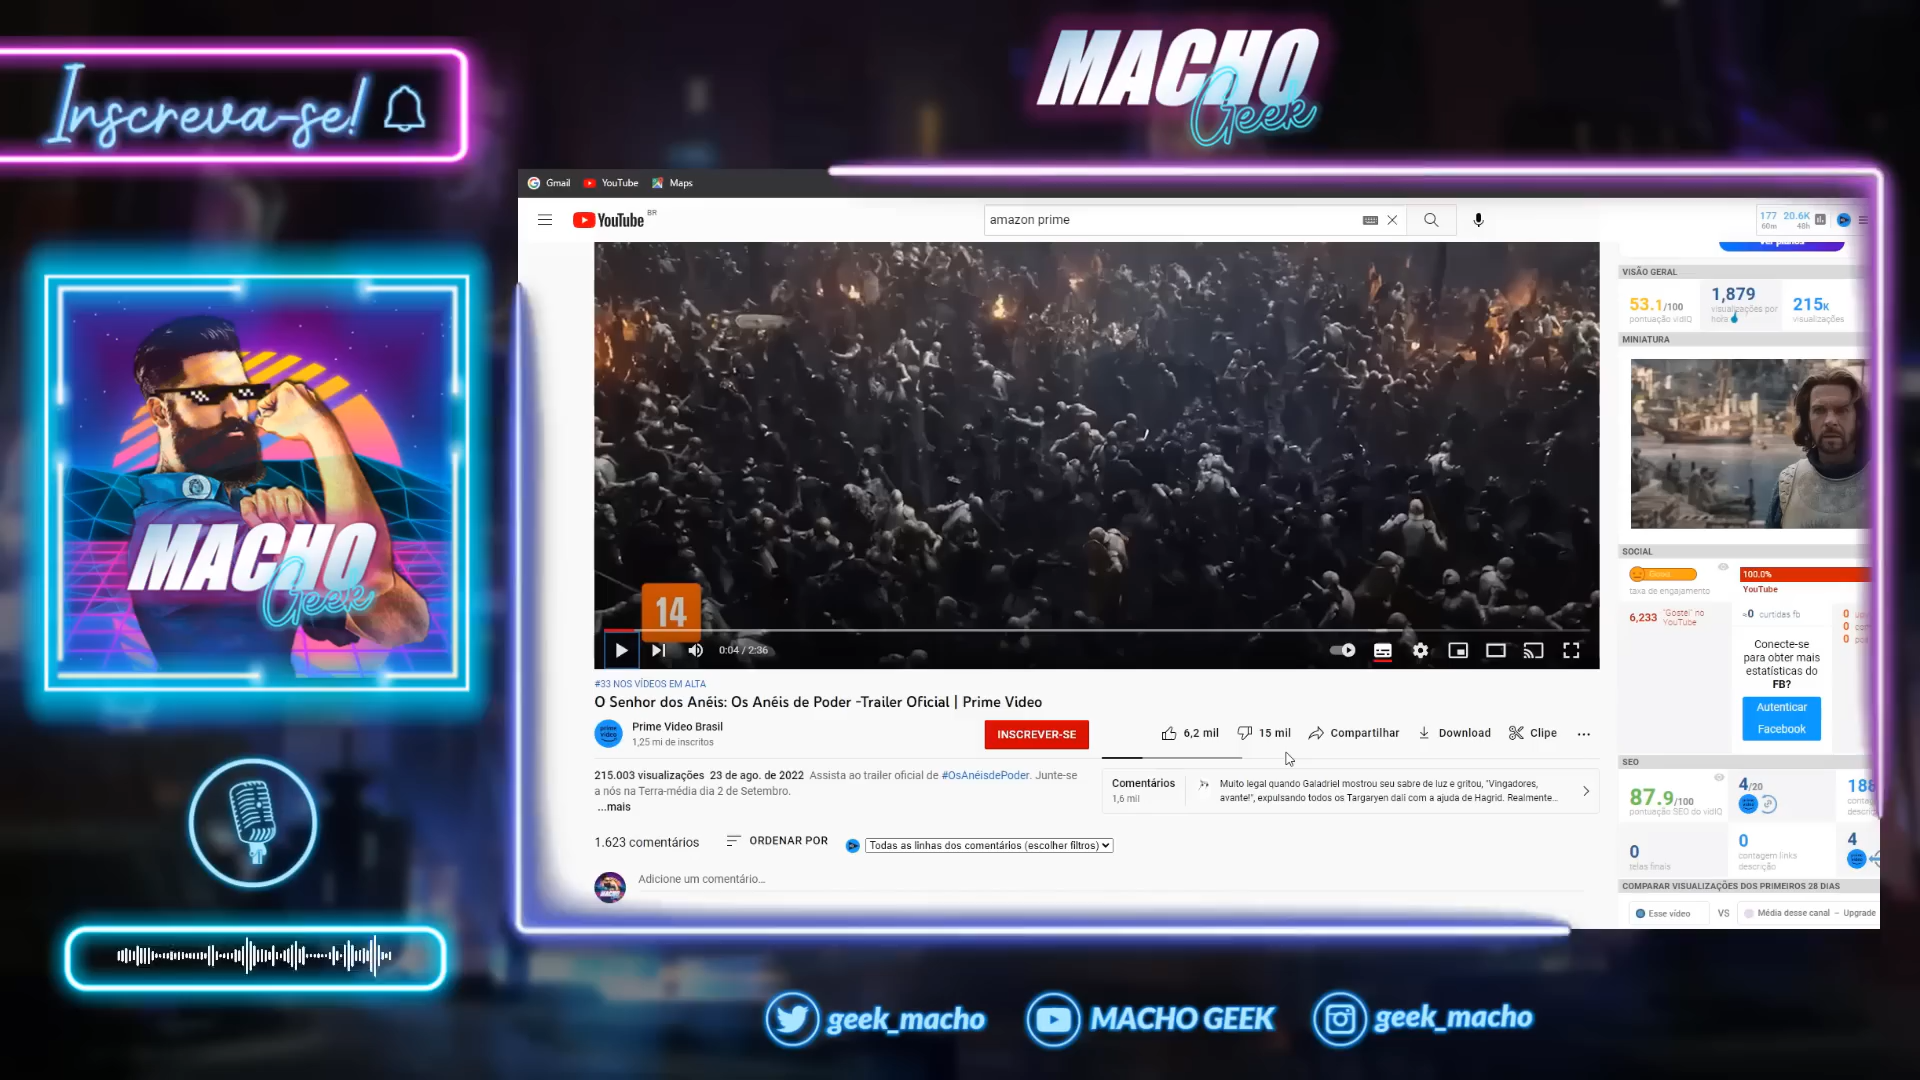 Inscreva-se!
MACHO
Geek
MACHO
Geek
Gmail YouTube Maps
YouTube BR
amazon prime
177 20.6K
60m 48h
14
0:04 / 2:36
#33 NOS VÍDEOS EM ALTA
O Senhor dos Anéis: Os Anéis de Poder -Trailer Oficial | Prime Video
Prime Video Brasil
1,25 mi de inscritos
INSCREVER-SE
6,2 mil 15 mil Compartilhar Download Clipe
215.003 visualizações 23 de ago. de 2022 Assista ao trailer oficial de #OsAnéisdePoder. Junte-se
a nós na Terra-média dia 2 de Setembro.
...mais
Comentários
1,6 mil
Muito legal quando Galadriel mostrou seu sabre de luz e gritou, "Vingadores,
avante!", expulsando todos os Targaryen dali com a ajuda de Hagrid. Realmente...
1.623 comentários ORDENAR POR Todas as linhas dos comentários (escolher filtros)
Adicione um comentário...
VISÃO GERAL
53.1/100
pontuação vidIQ
1,879
visualizações por
hora
215K
visualizações
MINIATURA
SOCIAL
taxa de engajamento
100.0%
YouTube
6,233 "Gostei" no
YouTube
≈0 curtidas fb
0
0
0
Conecte-se
para obter mais
estatísticas do
FB?
Autenticar
Facebook
SEO
87.9/100
pontuação SEO do vidIQ
4/20
188
0
telas finais
0
contagem links
descrição
4
COMPARAR VISUALIZAÇÕES DOS PRIMEIROS 28 DIAS
Esse vídeo VS Média desse canal – Upgrade
geek_macho MACHO GEEK geek_macho